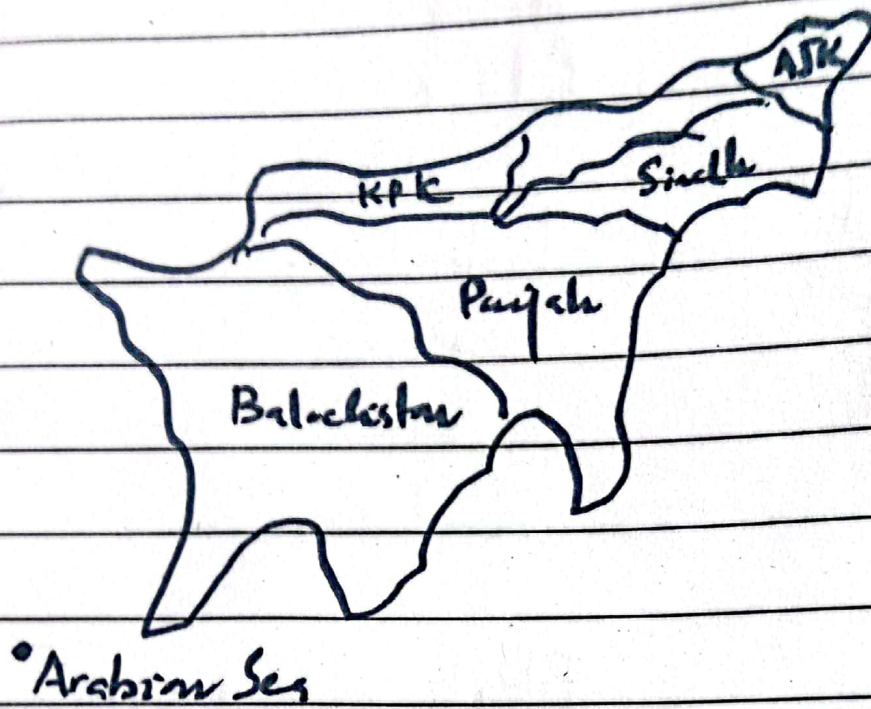 AJK
Sindh
KPK
Punjab
Balochistan
Arabian Sea